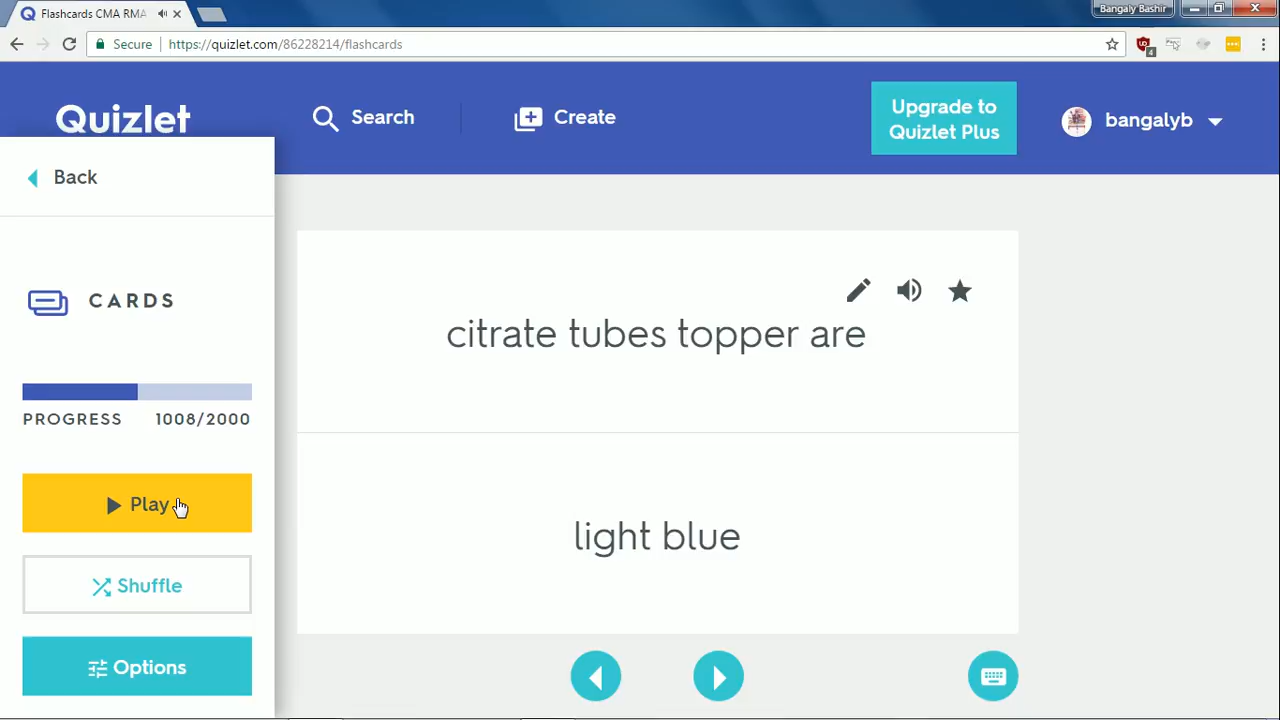 Flashcards CMA RMA
Bangaly Bashir
Secure
https://quizlet.com/86228214/flashcards
4
Quizlet
Search
Create
Upgrade to
Quizlet Plus
bangalyb
Back
CARDS
PROGRESS 1008/2000
Play
Shuffle
Options
citrate tubes topper are
light blue